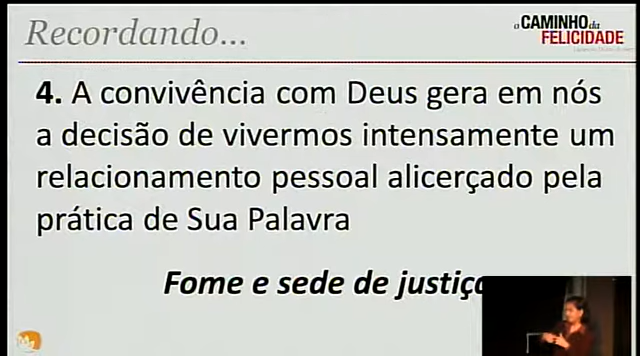 Recordando...
a CAMINHO da
FELICIDADE
4. A convivência com Deus gera em nós
a decisão de vivermos intensamente um
relacionamento pessoal alicerçado pela
prática de Sua Palavra
Fome e sede de justiça